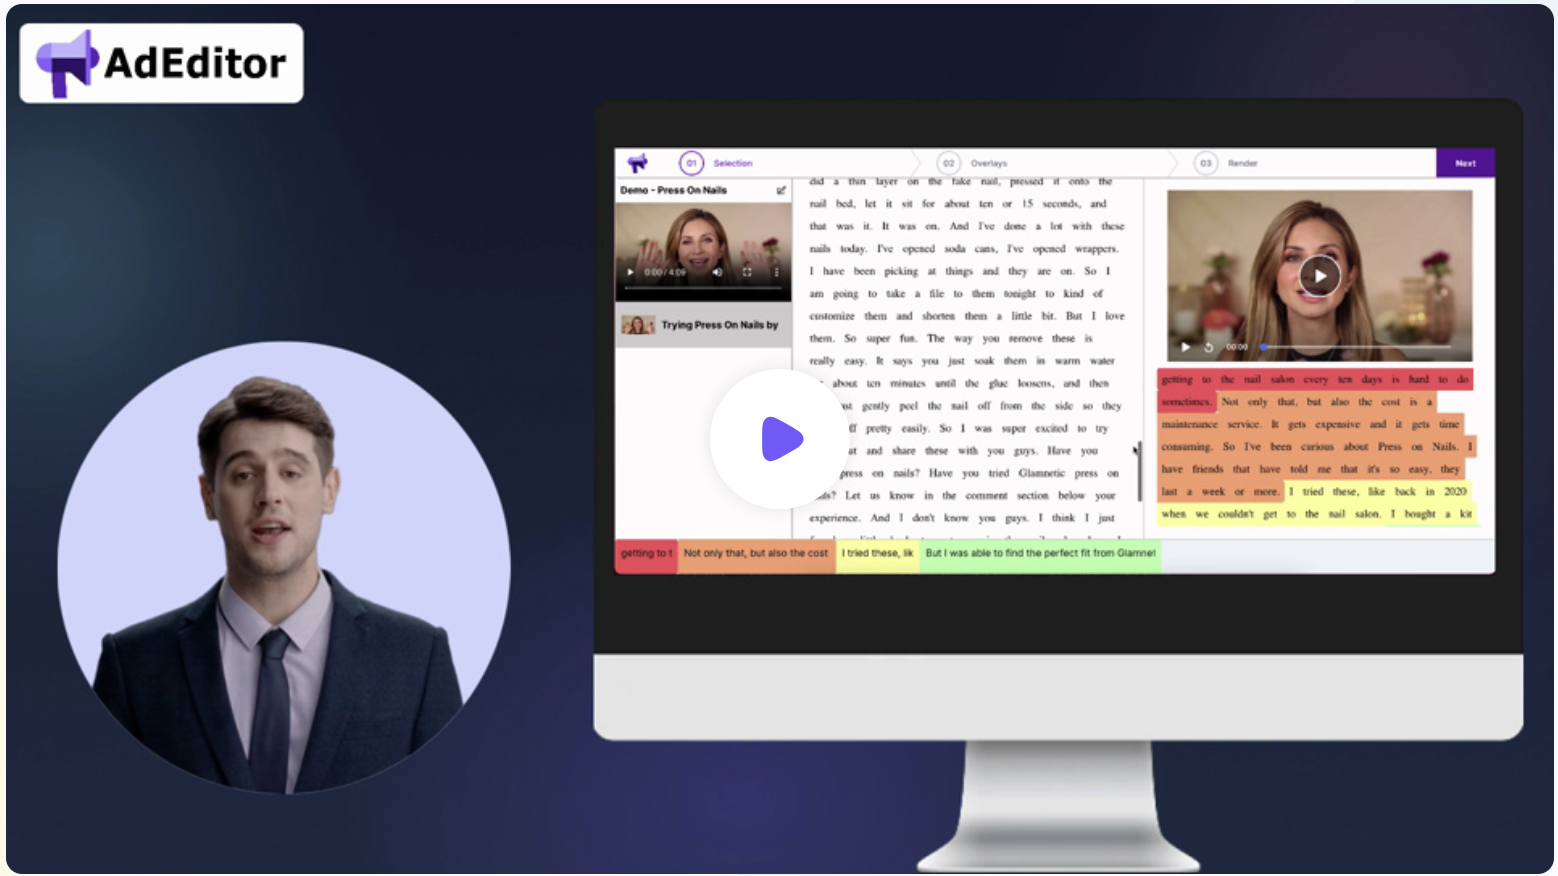 AdEditor
01 Selection
02 Overlays
03 Render
Next
Demo - Press On Nails
0:00 / 4:09
Trying Press On Nails by
did a thin layer on the fake nail, pressed it onto the
nail bed, let it sit for about ten or 15 seconds, and
that was it. It was on. And I've done a lot with these
nails today. I've opened soda cans, I've opened wrappers.
I have been picking at things and they are on. So I
am going to take a file to them tonight to kind of
customize them and shorten them a little bit. But I love
them. So super fun. The way you remove these is
really easy. It says you just soak them in warm water
about ten minutes until the glue loosens, and then
gently peel the nail off from the side so they
pretty easily. So I was super excited to try
and share these with you guys. Have you
press on nails? Have you tried Glamnetic press on
Let us know in the comment section below your
experience. And I don't know you guys. I think I just
00:00
getting to the nail salon every ten days is hard to do
sometimes. Not only that, but also the cost is a
maintenance service. It gets expensive and it gets time
consuming. So I've been curious about Press on Nails. I
have friends that have told me that it's so easy, they
last a week or more. I tried these, like back in 2020
when we couldn't get to the nail salon. I bought a kit
getting to t
Not only that, but also the cost
I tried these, lik
But I was able to find the perfect fit from Glamnet